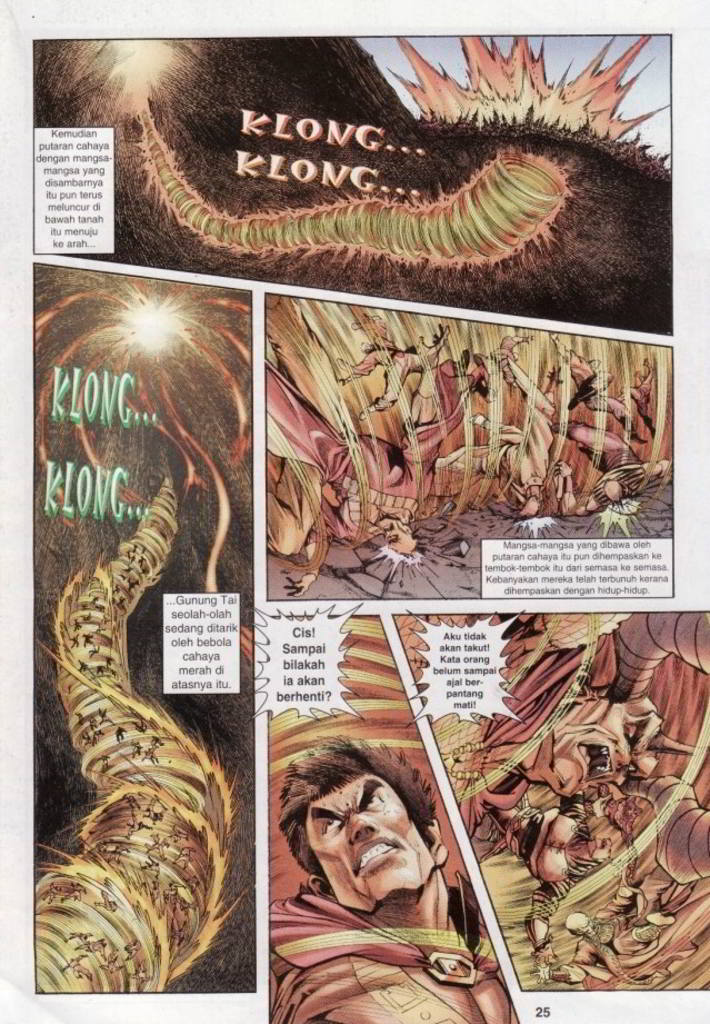 Kemudian
putaran cahaya
dengan mangsa-
mangsa yang
disambarnya
itu pun terus
meluncur di
bawah tanah
itu menuju
ke arah...
KLONG...
KLONG...
KLONG...
KLONG...
...Gunung Tai
seolah-olah
sedang ditarik
oleh bebola
cahaya
merah di
atasnya itu.
Mangsa-mangsa yang dibawa oleh
putaran cahaya itu pun dihempaskan ke
tembok-tembok itu dari semasa ke semasa.
Kebanyakan mereka telah terbunuh kerana
dihempaskan dengan hidup-hidup.
Cis!
Sampai
bilakah
ia akan
berhenti?
Aku tidak
akan takut!
Kata orang
belum sampai
ajal ber-
pantang
mati!
25